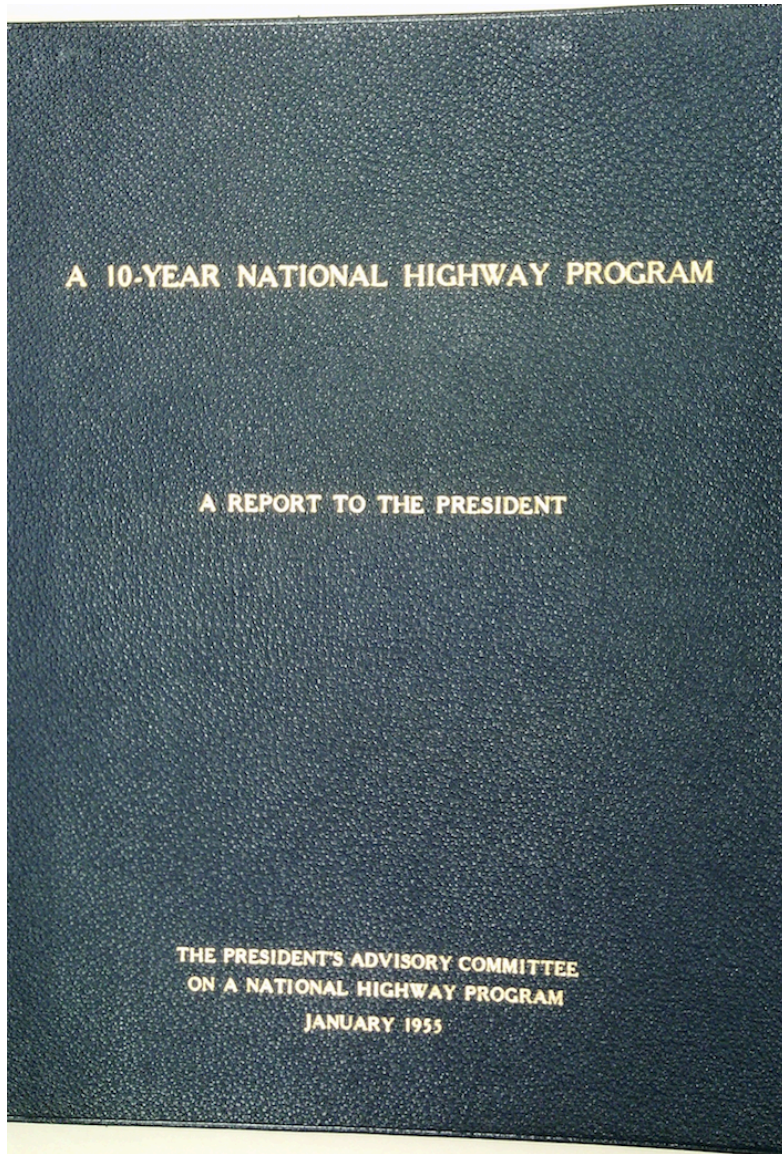 A 10-YEAR NATIONAL HIGHWAY PROGRAM
A REPORT TO THE PRESIDENT
THE PRESIDENT'S ADVISORY COMMITTEE
ON A NATIONAL HIGHWAY PROGRAM
JANUARY 1955